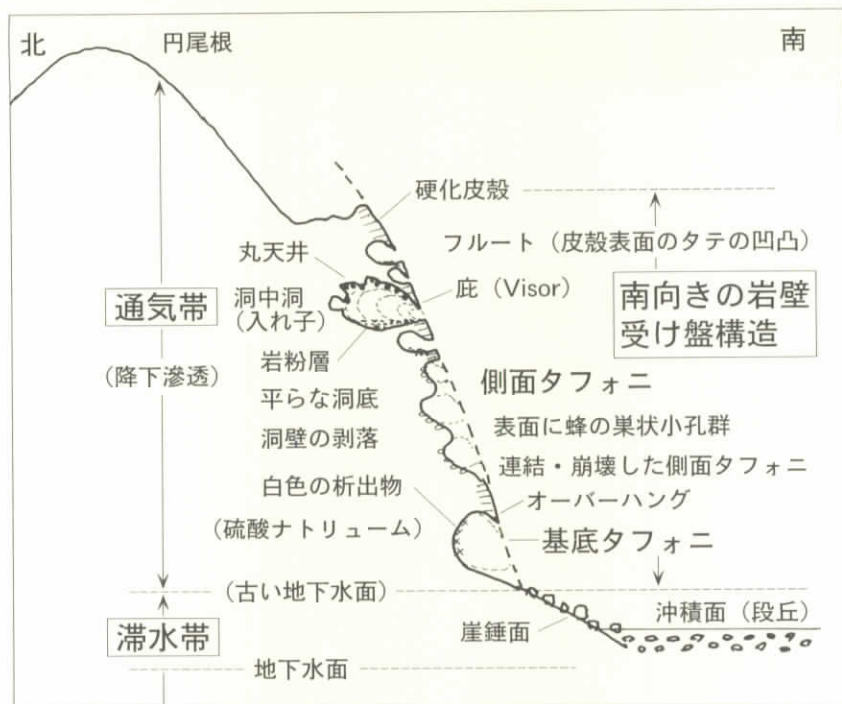 北
円尾根
南
硬化皮殻
フルート（皮殻表面のタテの凹凸）
丸天井
庇（Visor）
南向きの岩壁
受け盤構造
通気帯
洞中洞
（入れ子）
（降下滲透）
岩粉層
側面タフォニ
平らな洞底
表面に蜂の巣状小孔群
洞壁の剥落
連結・崩壊した側面タフォニ
白色の析出物
オーバーハング
（硫酸ナトリューム）
基底タフォニ
（古い地下水面）
沖積面（段丘）
滞水帯
崖錘面
地下水面